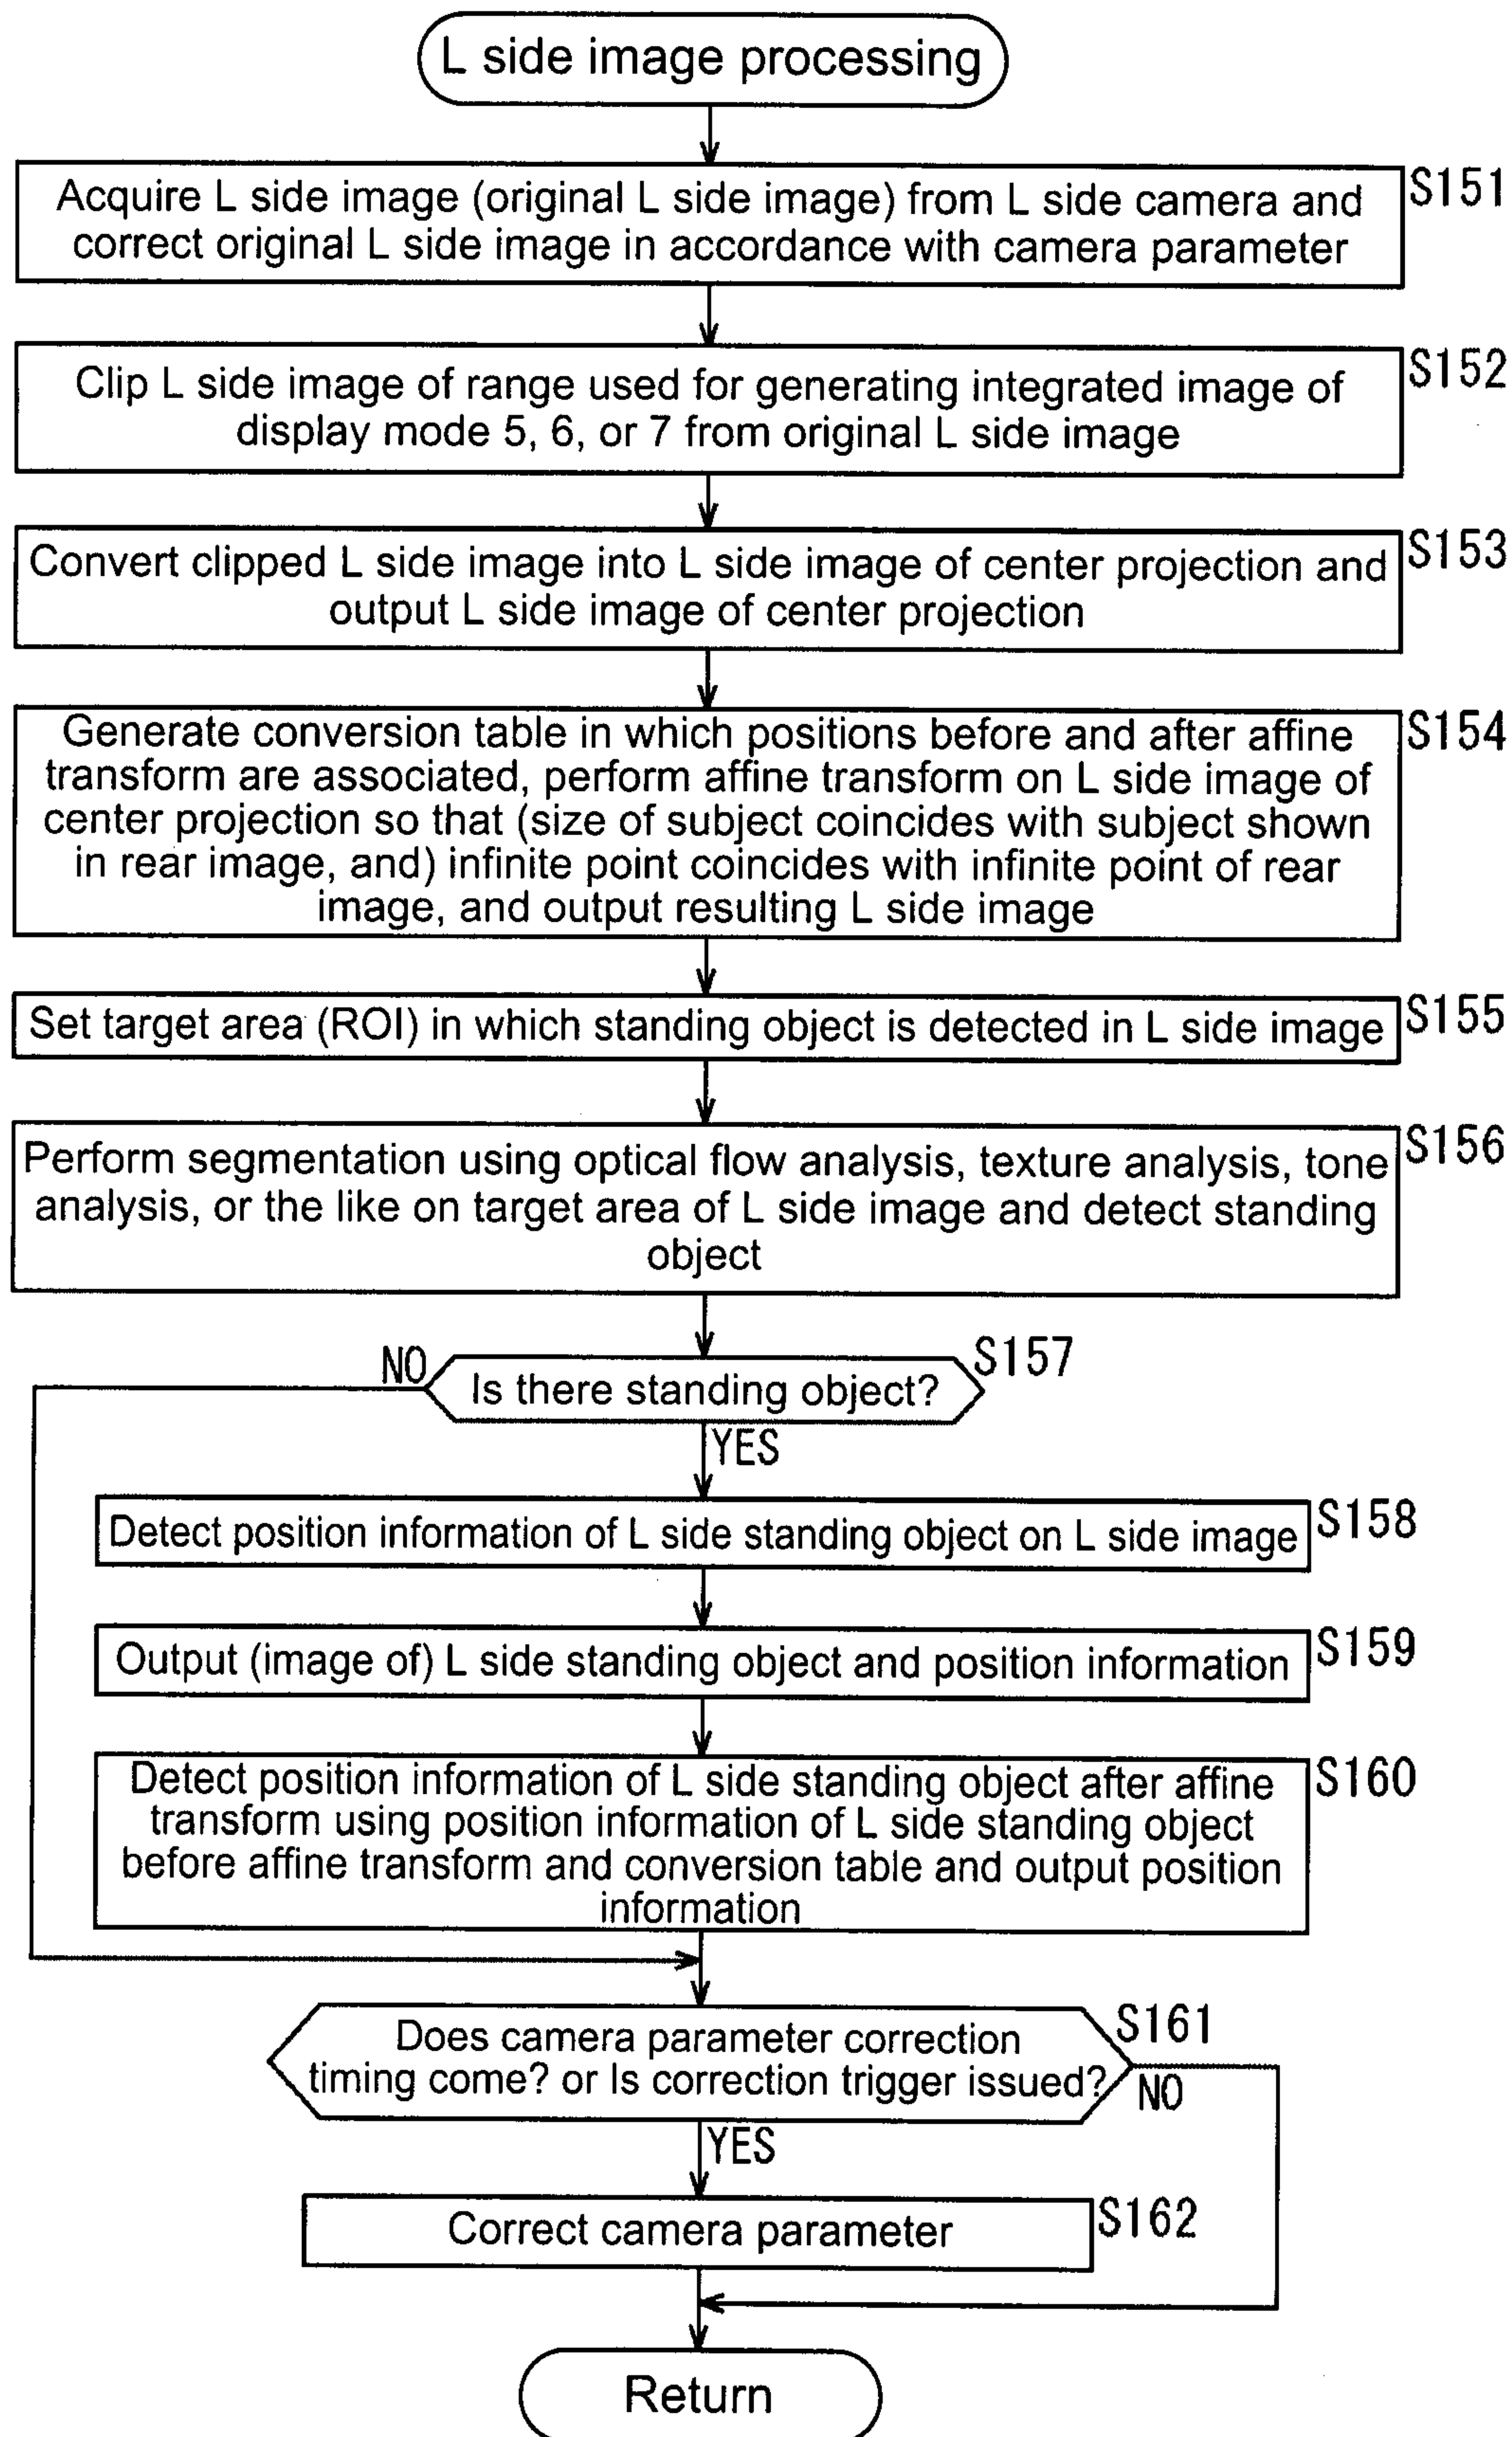 L side image processing
S151
Acquire L side image (original L side image) from L side camera and
correct original L side image in accordance with camera parameter
S152
Clip L side image of range used for generating integrated image of
display mode 5, 6, or 7 from original L side image
S153
Convert clipped L side image into L side image of center projection and
output L side image of center projection
S154
Generate conversion table in which positions before and after affine
transform are associated, perform affine transform on L side image of
center projection so that (size of subject coincides with subject shown
in rear image, and) infinite point coincides with infinite point of rear
image, and output resulting L side image
S155
Set target area (ROI) in which standing object is detected in L side image
S156
Perform segmentation using optical flow analysis, texture analysis, tone
analysis, or the like on target area of L side image and detect standing
object
S157
NO
Is there standing object?
YES
S158
Detect position information of L side standing object on L side image
S159
Output (image of) L side standing object and position information
S160
Detect position information of L side standing object after affine
transform using position information of L side standing object
before affine transform and conversion table and output position
information
S161
Does camera parameter correction
timing come? or Is correction trigger issued?
NO
YES
S162
Correct camera parameter
Return